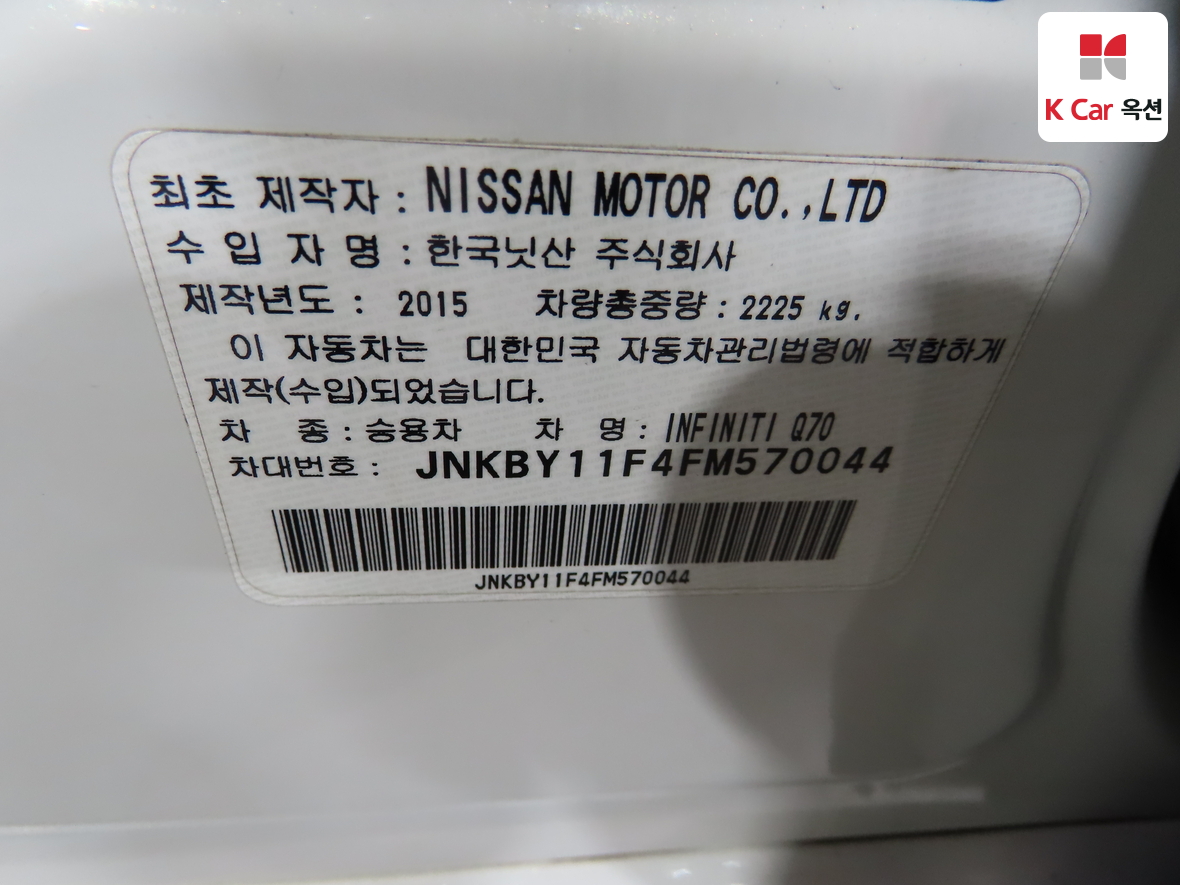 K Car 옥션
최초 제작자 : NISSAN MOTOR CO.,LTD
수 입 자 명 : 한국닛산 주식회사
제작년도 : 2015 차량총중량 : 2225 kg.
이 자동차는 대한민국 자동차관리법령에 적합하게
제작(수입)되었습니다.
차 종 : 승용차 차 명 : INFINITI Q70
차대번호 : JNKBY11F4FM570044
JNKBY11F4FM570044